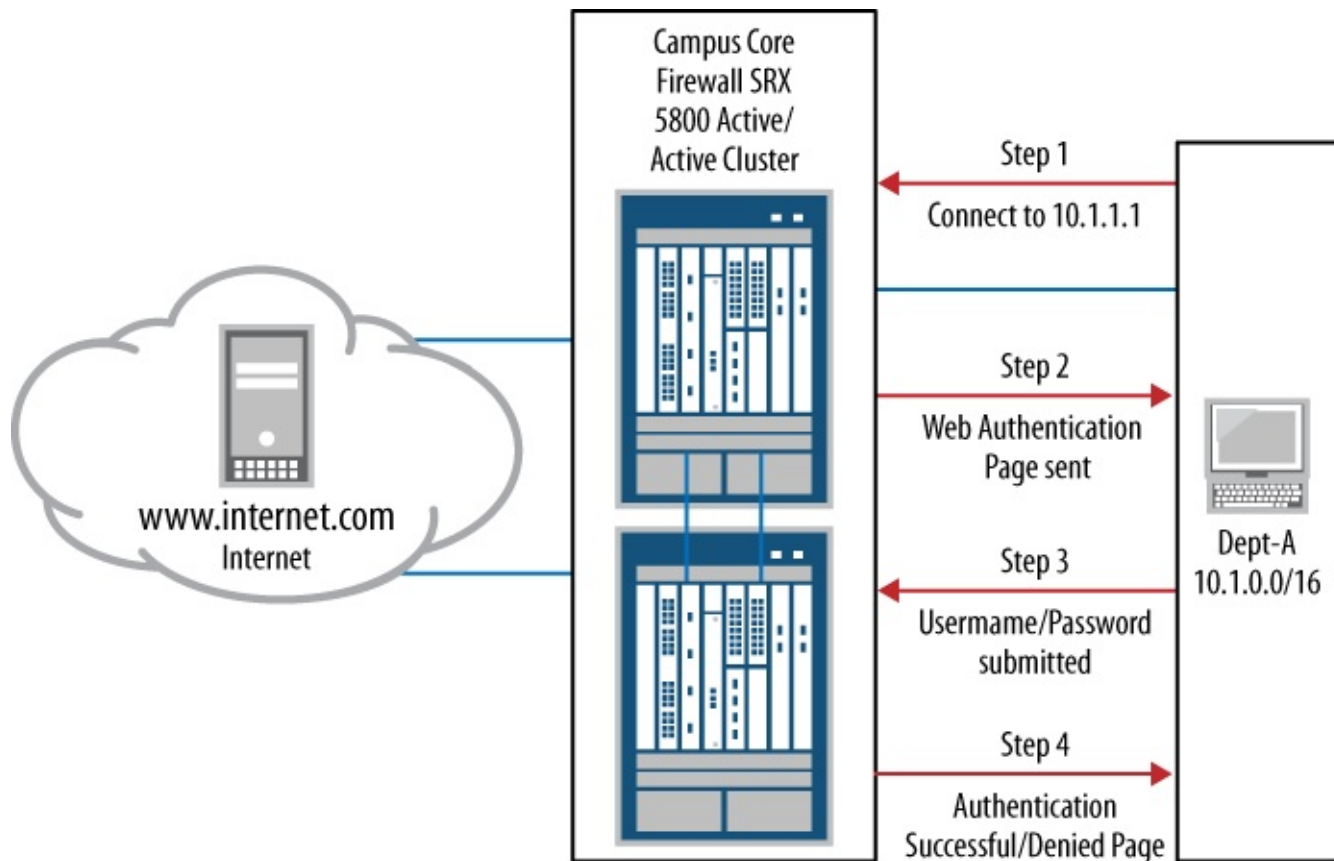 Campus Core
Firewall SRX
5800 Active/
Active Cluster
www.internet.com
Internet
Step 1
Connect to 10.1.1.1
Step 2
Web Authentication
Page sent
Step 3
Usermame/Password
submitted
Step 4
Authentication
Successful/Denied Page
Dept-A
10.1.0.0/16